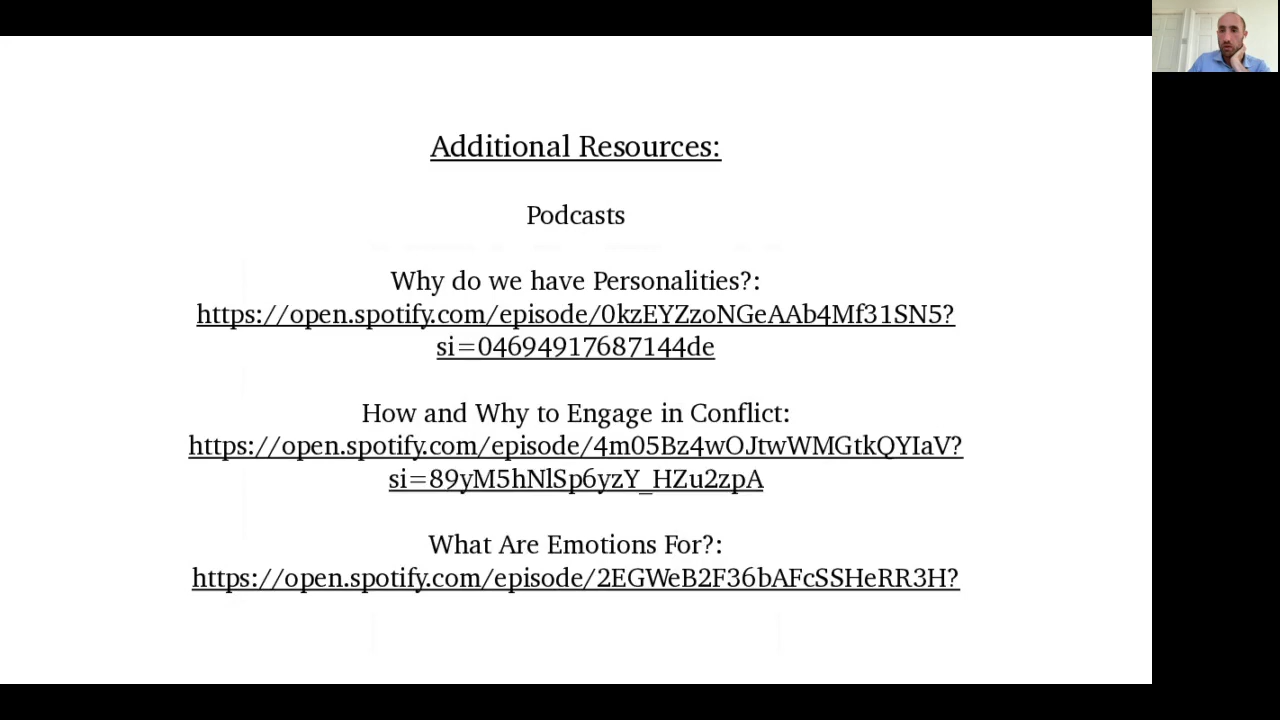 Additional Resources:
Podcasts
Why do we have Personalities?:
https://open.spotify.com/episode/0kzEYZzoNGeAAb4Mf31SN5?
si=04694917687144de
How and Why to Engage in Conflict:
https://open.spotify.com/episode/4m05Bz4wOJtwWMGtkQYIaV?
si=89yM5hNlSp6yzY_HZu2zpA
What Are Emotions For?:
https://open.spotify.com/episode/2EGWeB2F36bAFcSSHeRR3H?